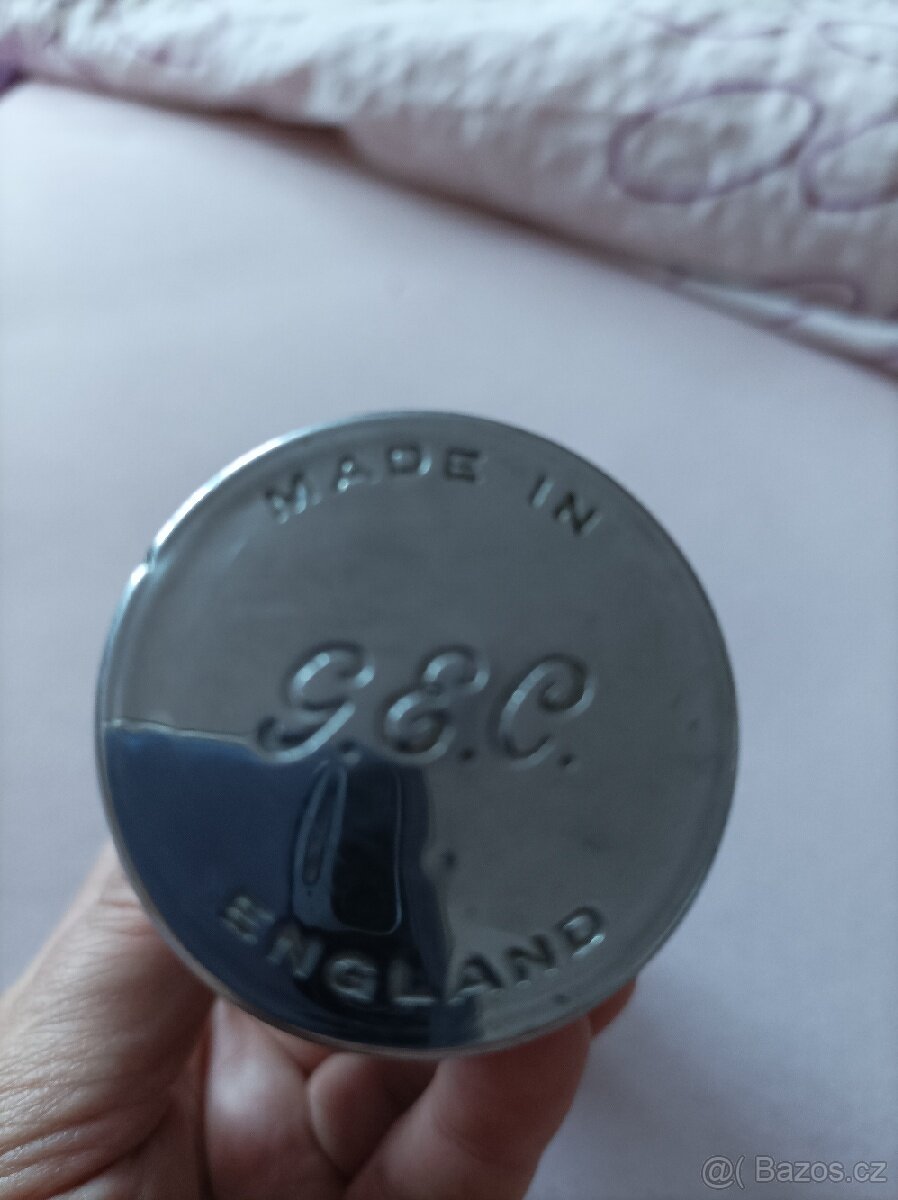 MADE IN
G.E.C.
ENGLAND
@( Bazos.cz